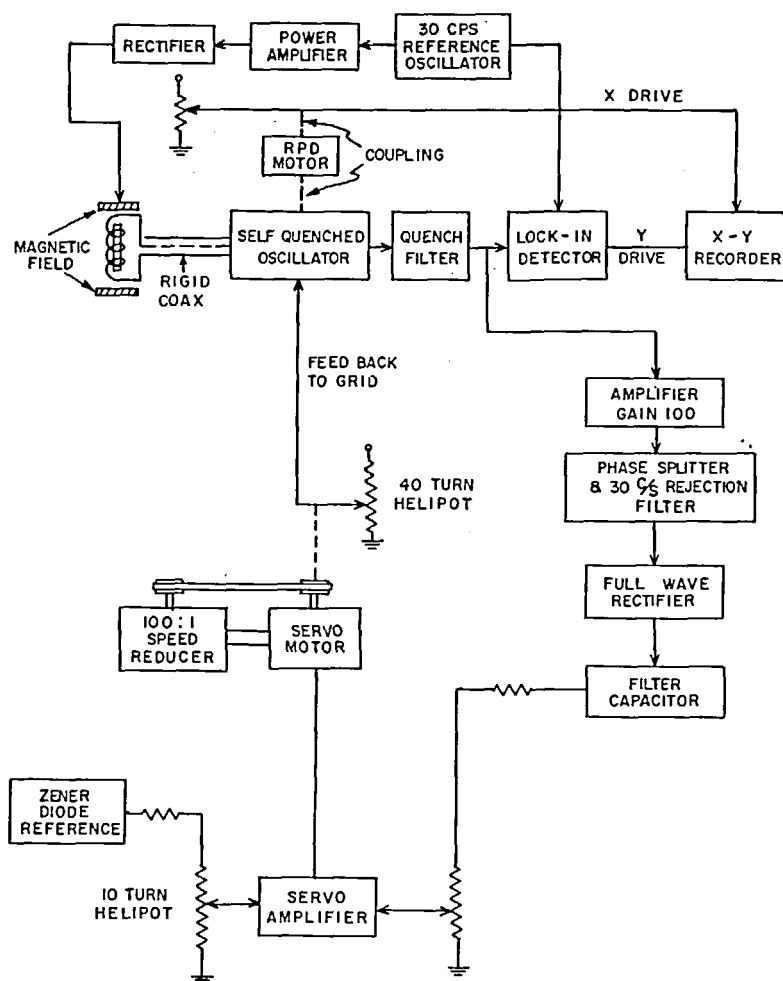 RECTIFIER
POWER
AMPLIFIER
30 CPS
REFERENCE
OSCILLATOR
X DRIVE
RPD
MOTOR
COUPLING
MAGNETIC
FIELD
RIGID
COAX
SELF QUENCHED
OSCILLATOR
QUENCH
FILTER
LOCK-IN
DETECTOR
Y
DRIVE
X-Y
RECORDER
FEED BACK
TO GRID
AMPLIFIER
GAIN 100
40 TURN
HELIPOT
PHASE SPLITTER
& 30 C/S REJECTION
FILTER
FULL WAVE
RECTIFIER
100:1
SPEED
REDUCER
SERVO
MOTOR
FILTER
CAPACITOR
ZENER
DIODE
REFERENCE
10 TURN
HELIPOT
SERVO
AMPLIFIER